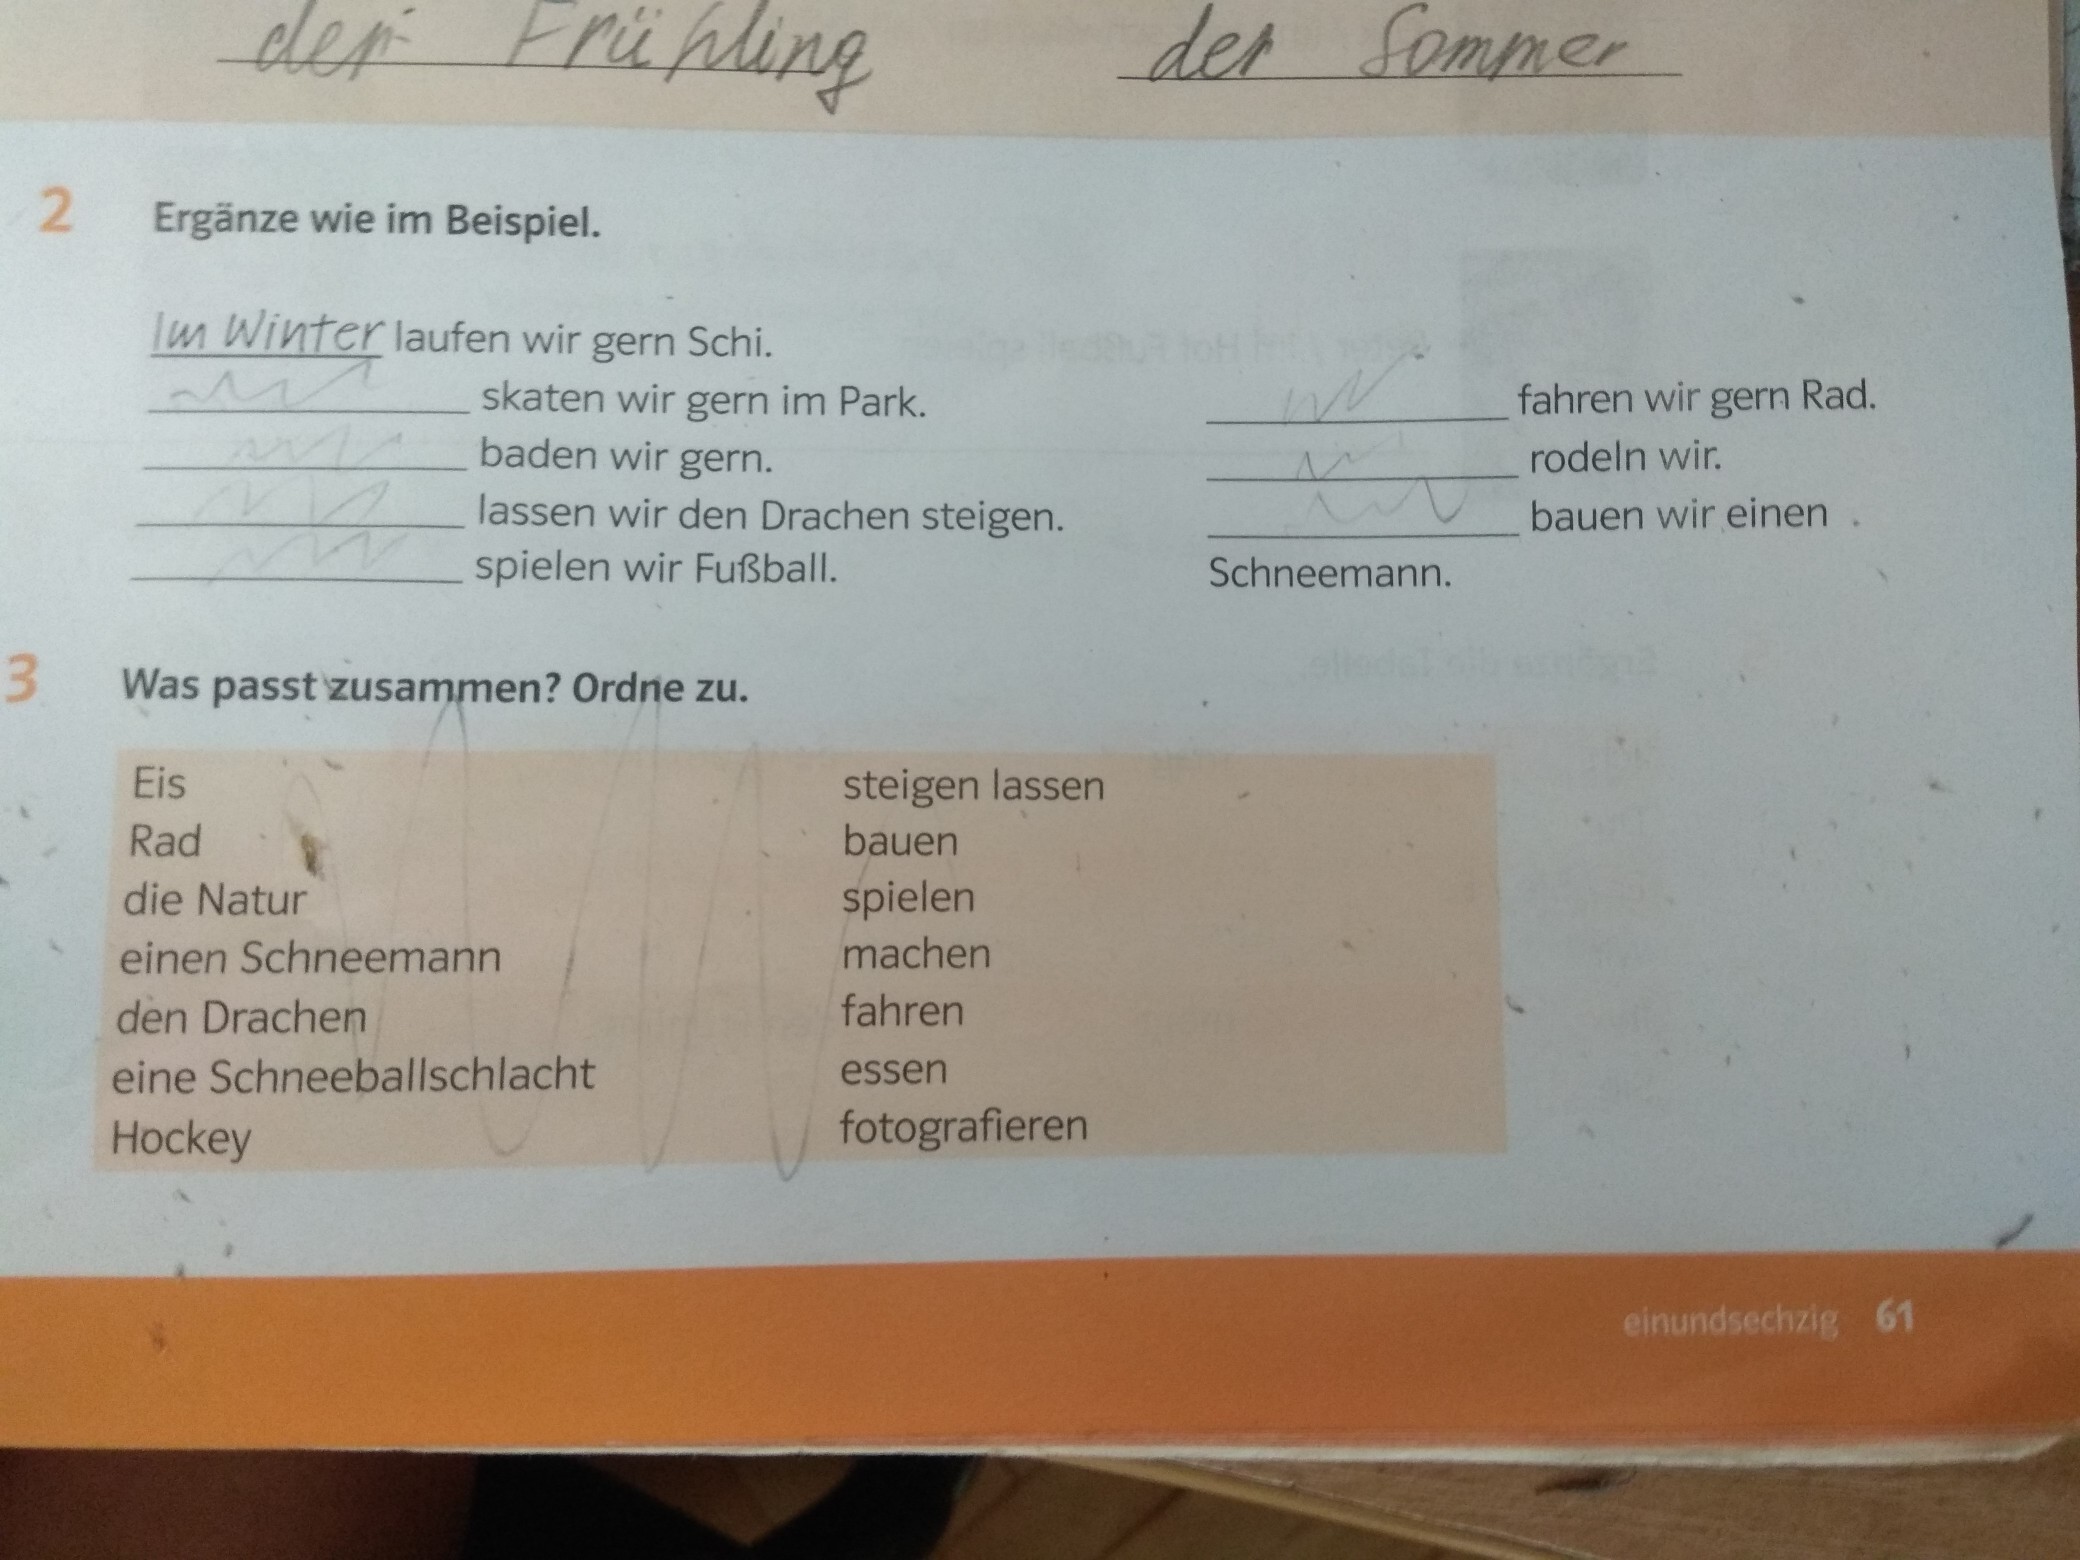 der Frühling der Sommer
2 Ergänze wie im Beispiel.
Im Winter laufen wir gern Schi.
skaten wir gern im Park.
baden wir gern.
lassen wir den Drachen steigen.
spielen wir Fußball.
fahren wir gern Rad.
rodeln wir.
bauen wir einen
Schneemann.
3 Was passt zusammen? Ordne zu.
Eis
Rad
die Natur
einen Schneemann
den Drachen
eine Schneeballschlacht
Hockey
steigen lassen
bauen
spielen
machen
fahren
essen
fotografieren
einundsechzig 61